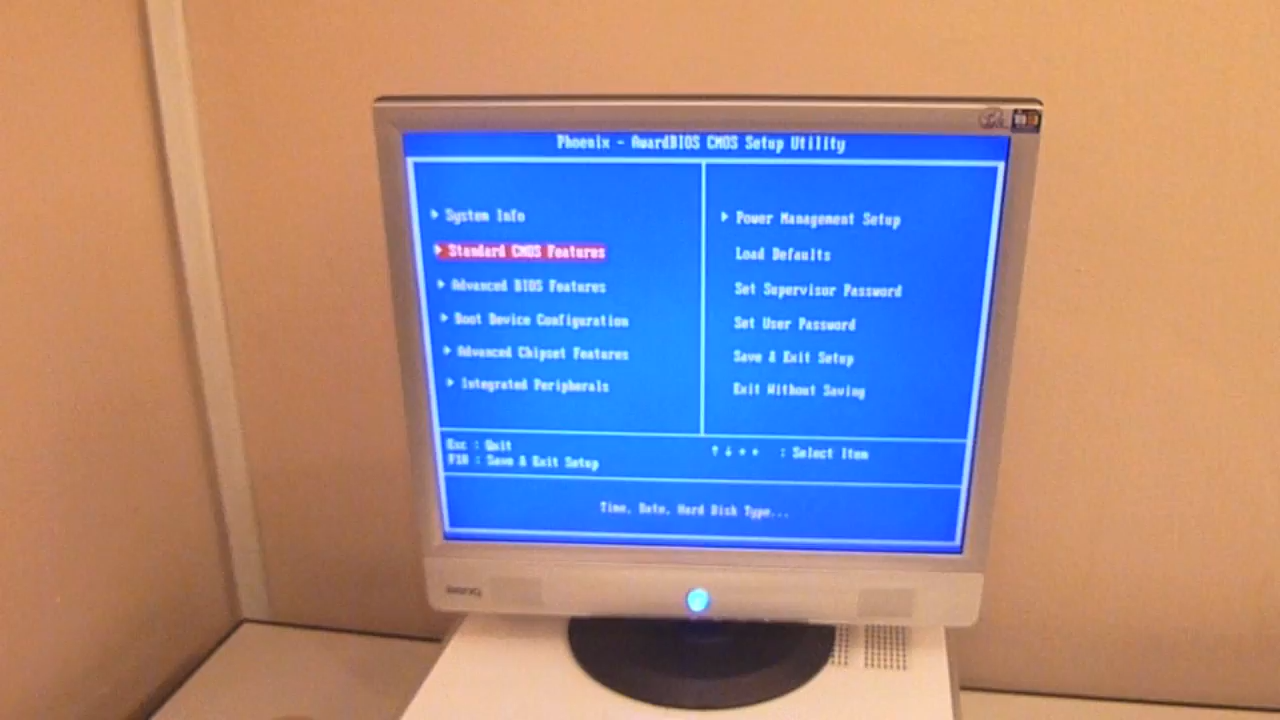 Phoenix - AwardBIOS CMOS Setup Utility
System Info
Standard CMOS Features
Advanced BIOS Features
Boot Device Configuration
Advanced Chipset Features
Integrated Peripherals
Power Management Setup
Load Defaults
Set Supervisor Password
Set User Password
Save & Exit Setup
Exit Without Saving
Esc : Quit
F10 : Save & Exit Setup
↑ ↓ → ← : Select Item
Time, Date, Hard Disk Type...
BenQ